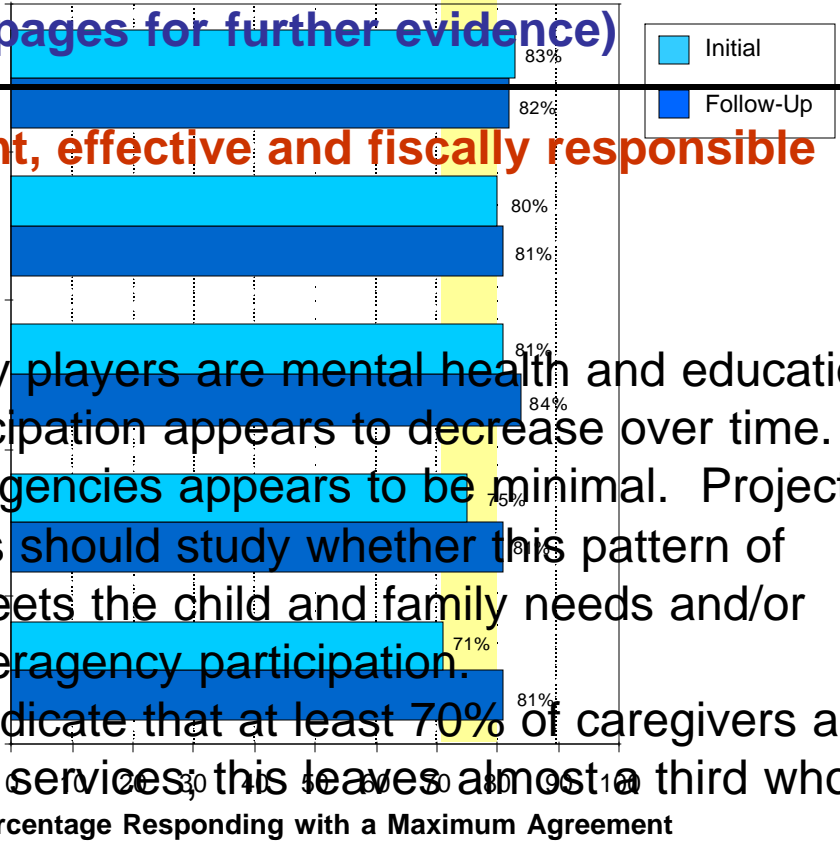 pages for further evidence)
83%
Initial
82%
Follow-Up
nt, effective and fiscally responsible
80%
81%
81%
y players are mental health and educatio
84%
cipation appears to decrease over time.
gencies appears to be minimal.  Project
75%
s should study whether this pattern of
81%
eets the child and family needs and/or
71%
eragency participation.
81%
dicate that at least 70% of caregivers a
services; this leaves almost a third who
0 10 20 30 40 50 60 70 80 90 100
rcentage Responding with a Maximum Agreement